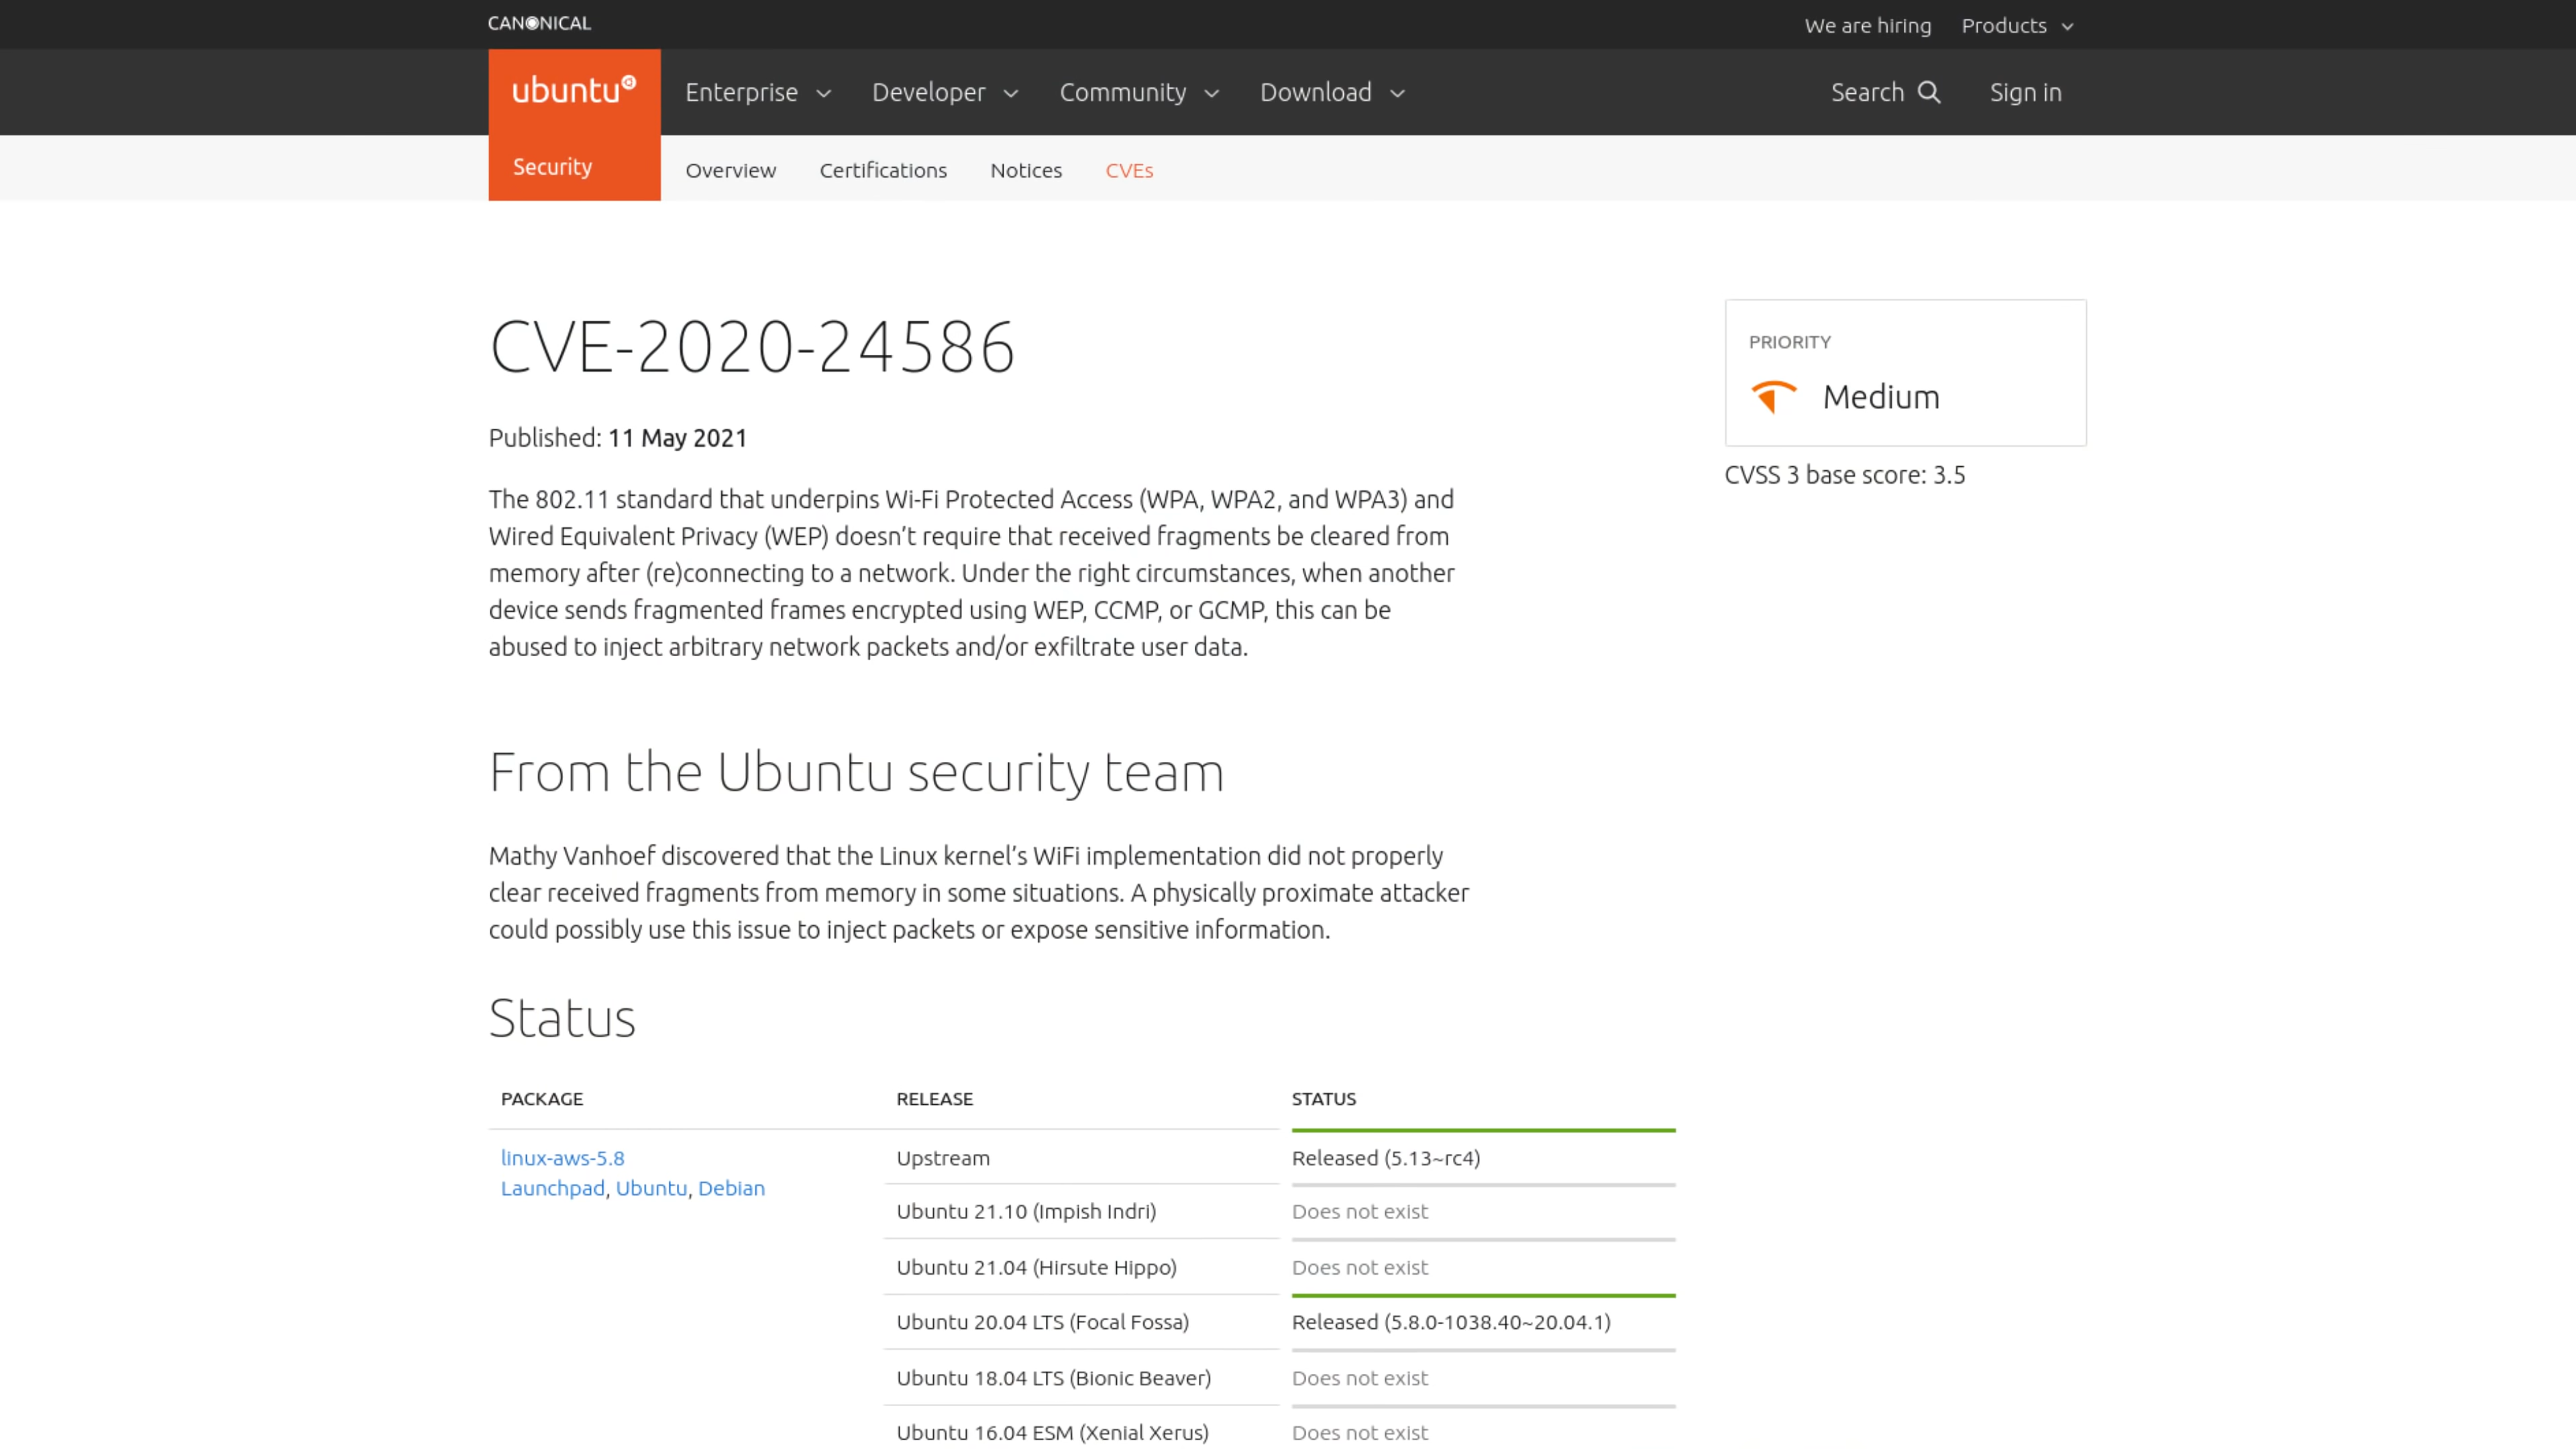 CANONICAL
We are hiring
Products
ubuntu
Enterprise
Developer
Community
Download
Search
Sign in
Security
Overview
Certifications
Notices
CVEs
CVE-2020-24586
Published: 11 May 2021
The 802.11 standard that underpins Wi-Fi Protected Access (WPA, WPA2, and WPA3) and
Wired Equivalent Privacy (WEP) doesn’t require that received fragments be cleared from
memory after (re)connecting to a network. Under the right circumstances, when another
device sends fragmented frames encrypted using WEP, CCMP, or GCMP, this can be
abused to inject arbitrary network packets and/or exfiltrate user data.
PRIORITY
Medium
CVSS 3 base score: 3.5
From the Ubuntu security team
Mathy Vanhoef discovered that the Linux kernel’s WiFi implementation did not properly
clear received fragments from memory in some situations. A physically proximate attacker
could possibly use this issue to inject packets or expose sensitive information.
Status
PACKAGE RELEASE STATUS
linux-aws-5.8 Upstream Released (5.13~rc4)
Launchpad, Ubuntu, Debian
Ubuntu 21.10 (Impish Indri) Does not exist
Ubuntu 21.04 (Hirsute Hippo) Does not exist
Ubuntu 20.04 LTS (Focal Fossa) Released (5.8.0-1038.40~20.04.1)
Ubuntu 18.04 LTS (Bionic Beaver) Does not exist
Ubuntu 16.04 ESM (Xenial Xerus) Does not exist